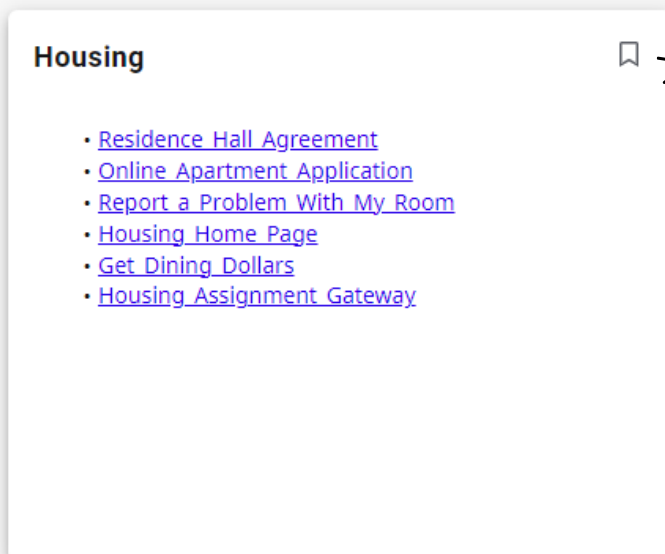 Housing
• Residence Hall Agreement
• Online Apartment Application
• Report a Problem With My Room
• Housing Home Page
• Get Dining Dollars
• Housing Assignment Gateway